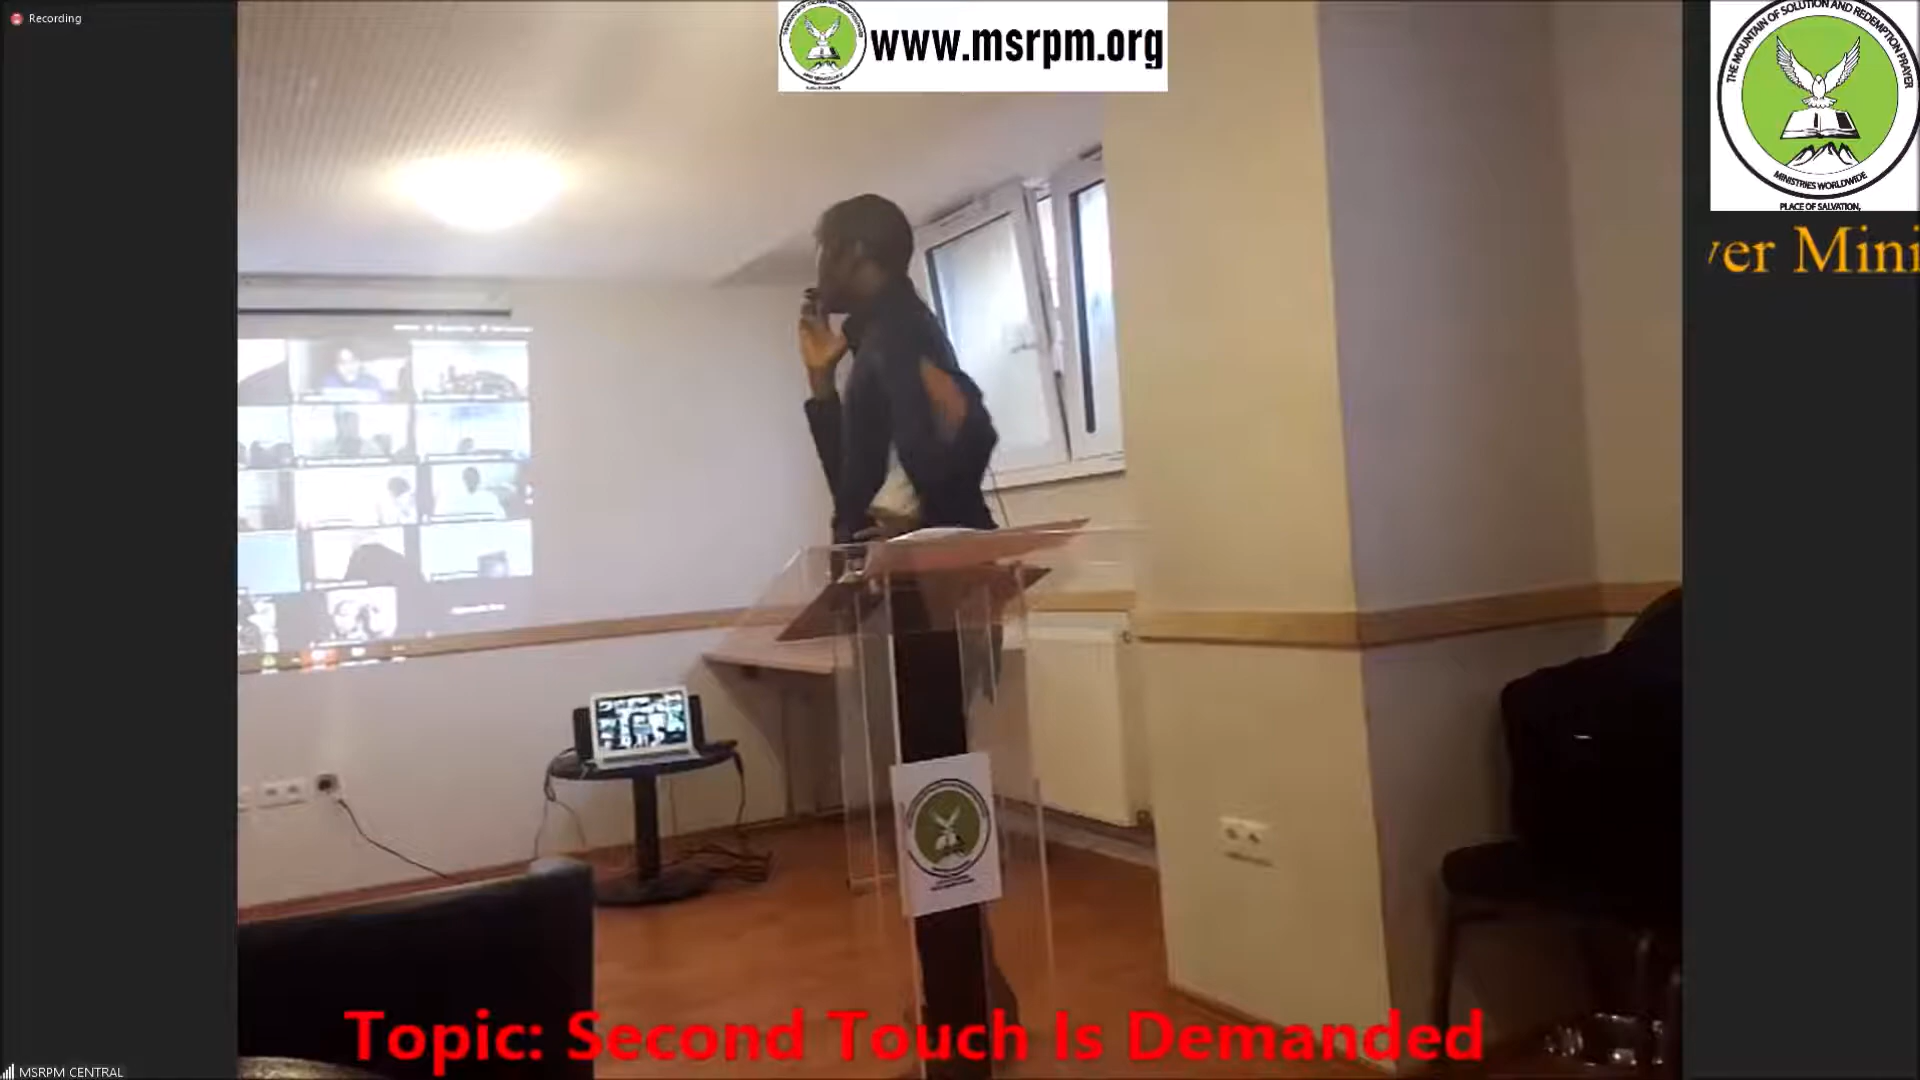 Recording
www.msrpm.org
THE MOUNTAIN OF SOLUTION AND REDEMPTION PRAYER
MINISTRIES WORLDWIDE
PLACE OF SALVATION,
er Mini
Topic: Second Touch Is Demanded
MSRPM CENTRAL